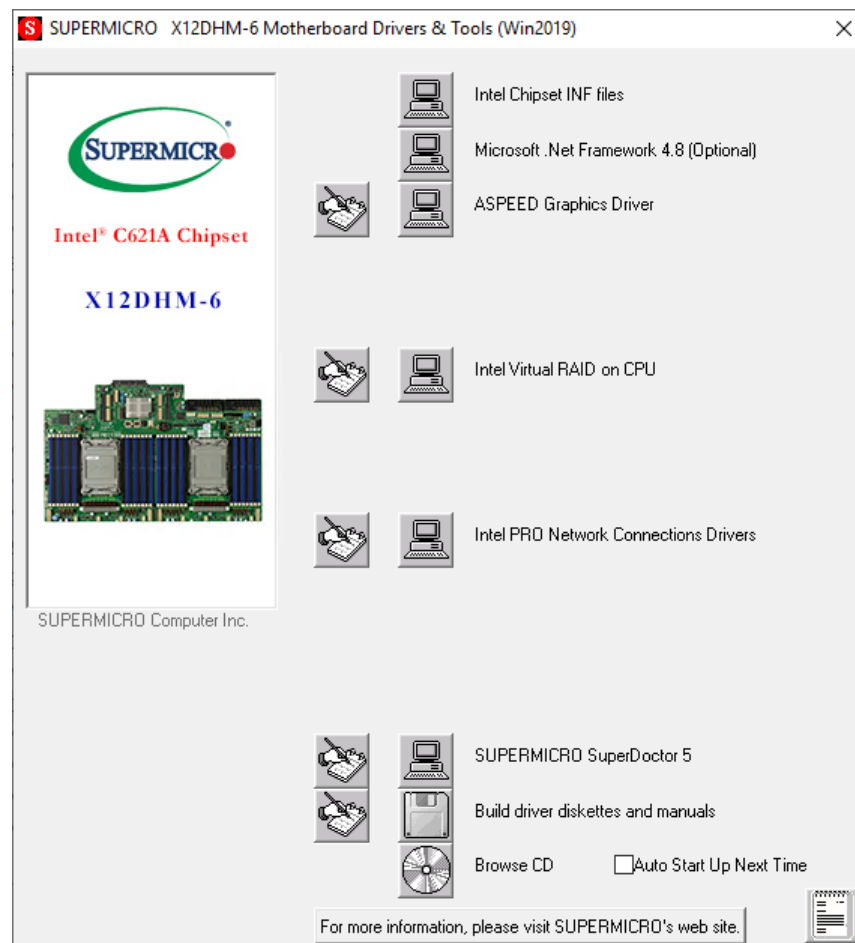 S SUPERMICRO X12DHM-6 Motherboard Drivers & Tools (Win2019)
SUPERMICR
Intel® C621A Chipset
X12DHM-6
SUPERMICRO Computer Inc.
Intel Chipset INF files
Microsoft .Net Framework 4.8 (Optional)
ASPEED Graphics Driver
Intel Virtual RAID on CPU
Intel PRO Network Connections Drivers
SUPERMICRO SuperDoctor 5
Build driver diskettes and manuals
Browse CD Auto Start Up Next Time
For more information, please visit SUPERMICRO's web site.